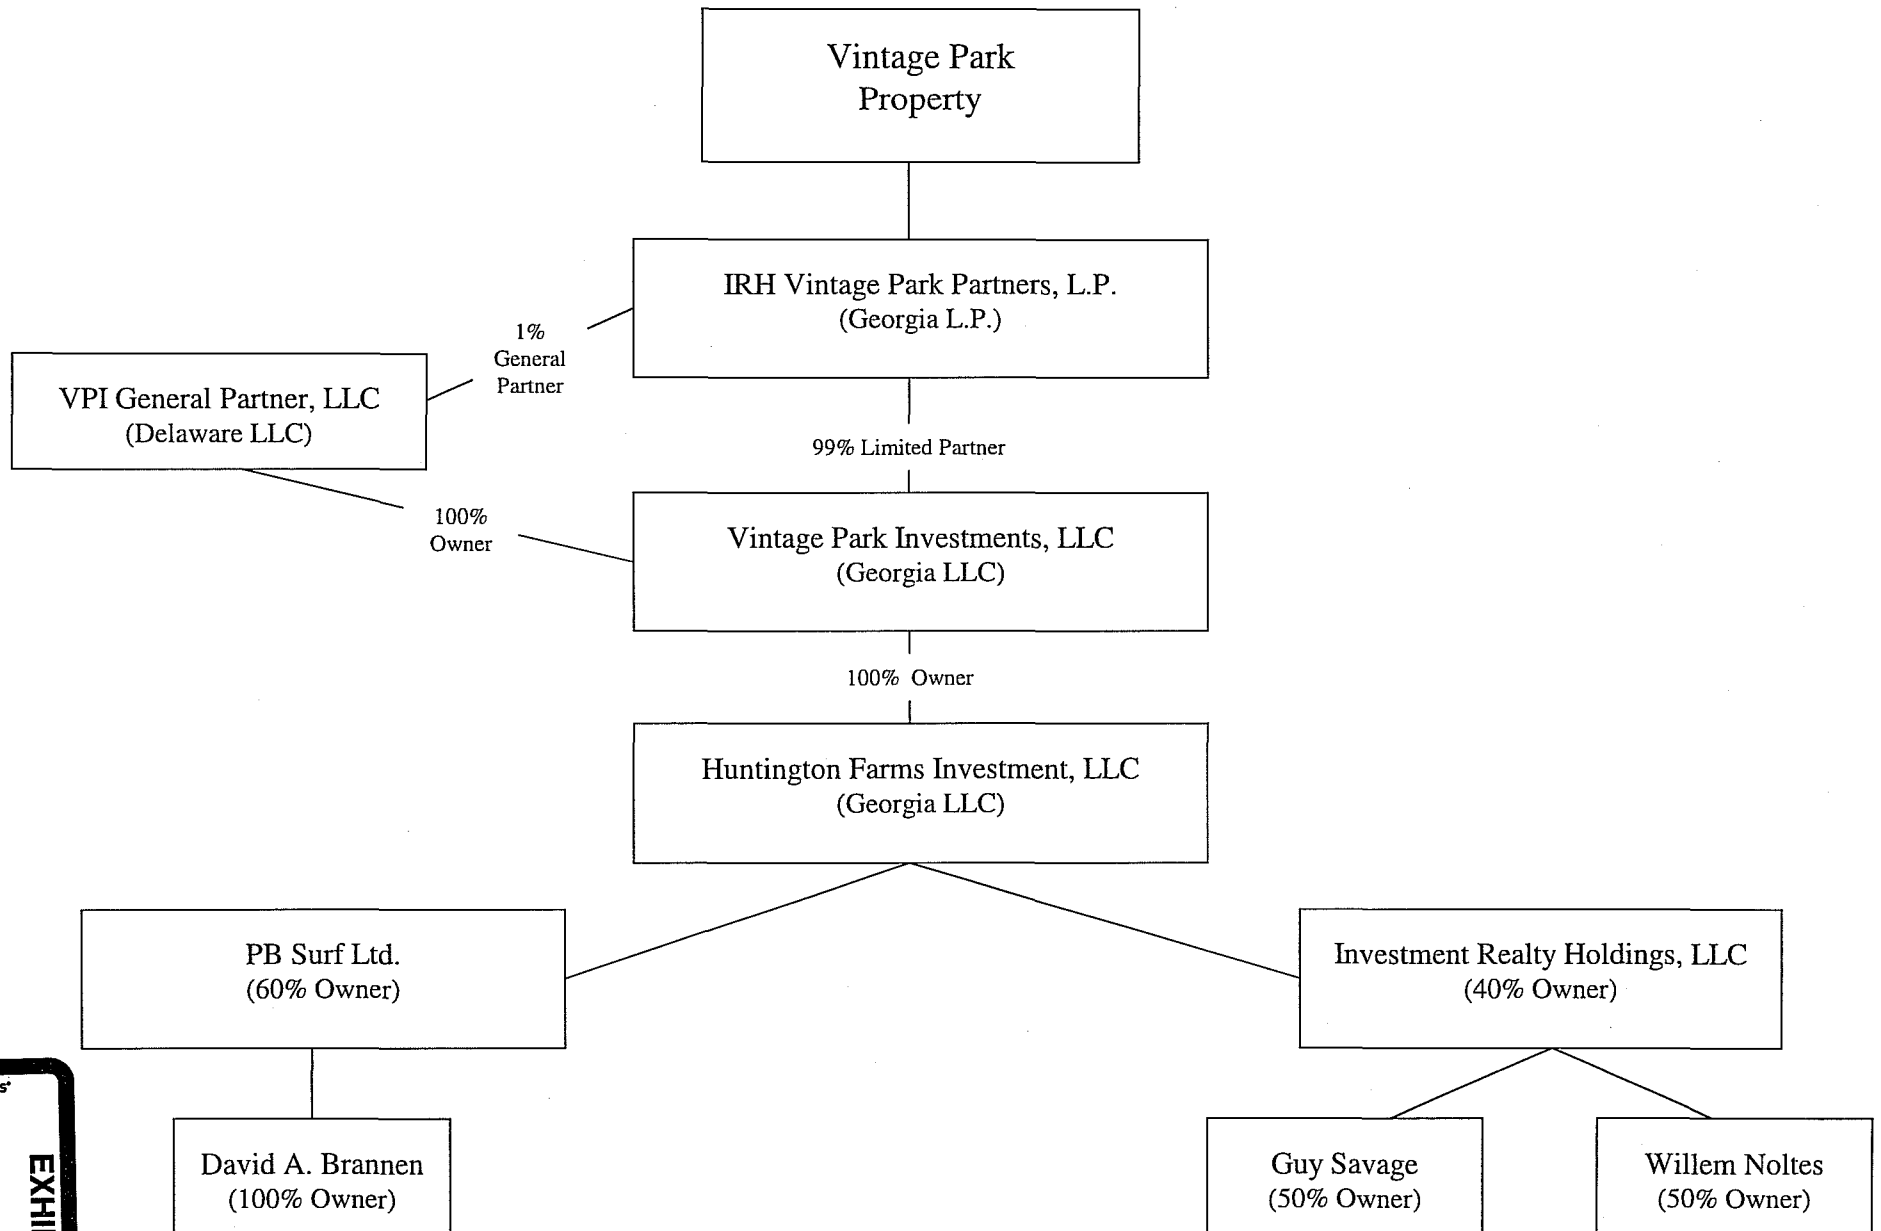 Vintage Park
Property
IRH Vintage Park Partners, L.P.
(Georgia L.P.)
1%
General
Partner
VPI General Partner, LLC
(Delaware LLC)
99% Limited Partner
100%
Owner
Vintage Park Investments, LLC
(Georgia LLC)
100% Owner
Huntington Farms Investment, LLC
(Georgia LLC)
PB Surf Ltd.
(60% Owner)
Investment Realty Holdings, LLC
(40% Owner)
David A. Brannen
(100% Owner)
Guy Savage
(50% Owner)
Willem Noltes
(50% Owner)